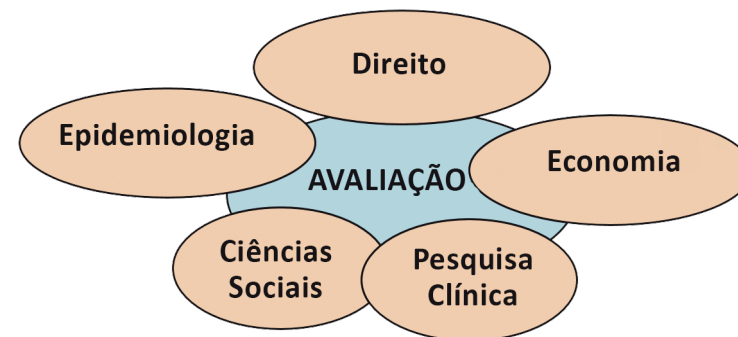 Direito
Epidemiologia
Economia
AVALIAÇÃO
Ciências
Sociais
Pesquisa
Clínica